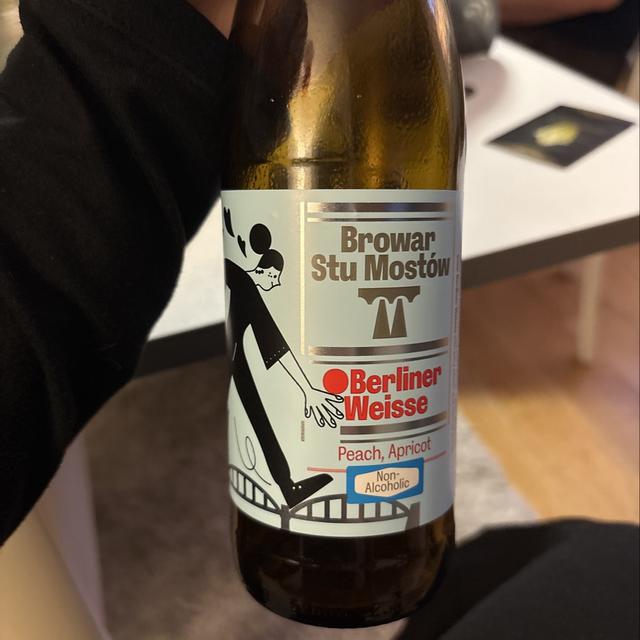 Browar
Stu Mostów
Berliner
Weisse
Peach, Apricot
Non-
Alcoholic